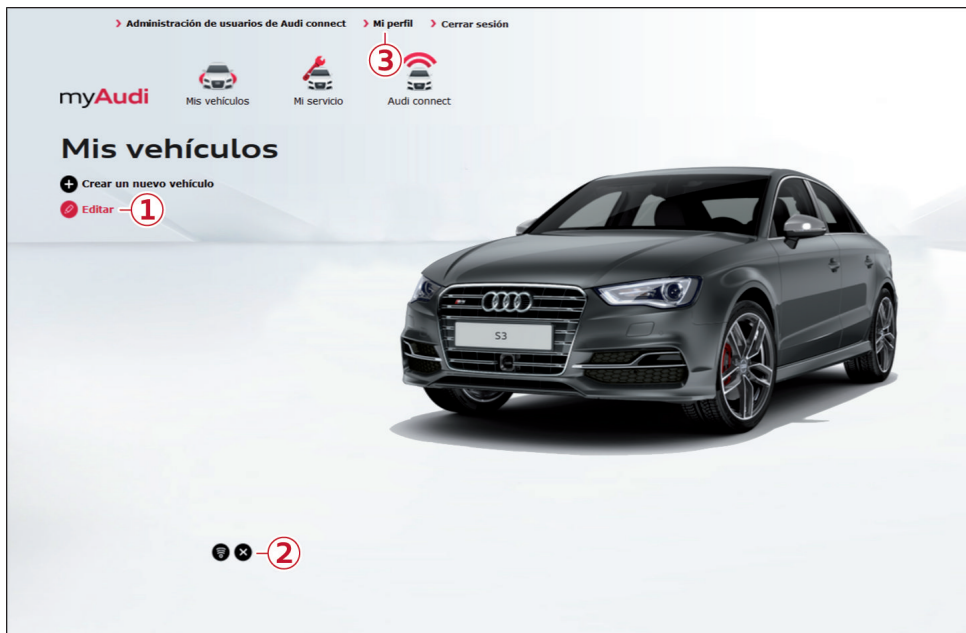 Administración de usuarios de Audi connect Mi perfil Cerrar sesión
3
myAudi Mis vehículos Mi servicio Audi connect
Mis vehículos
Crear un nuevo vehículo
Editar 1
S3
2